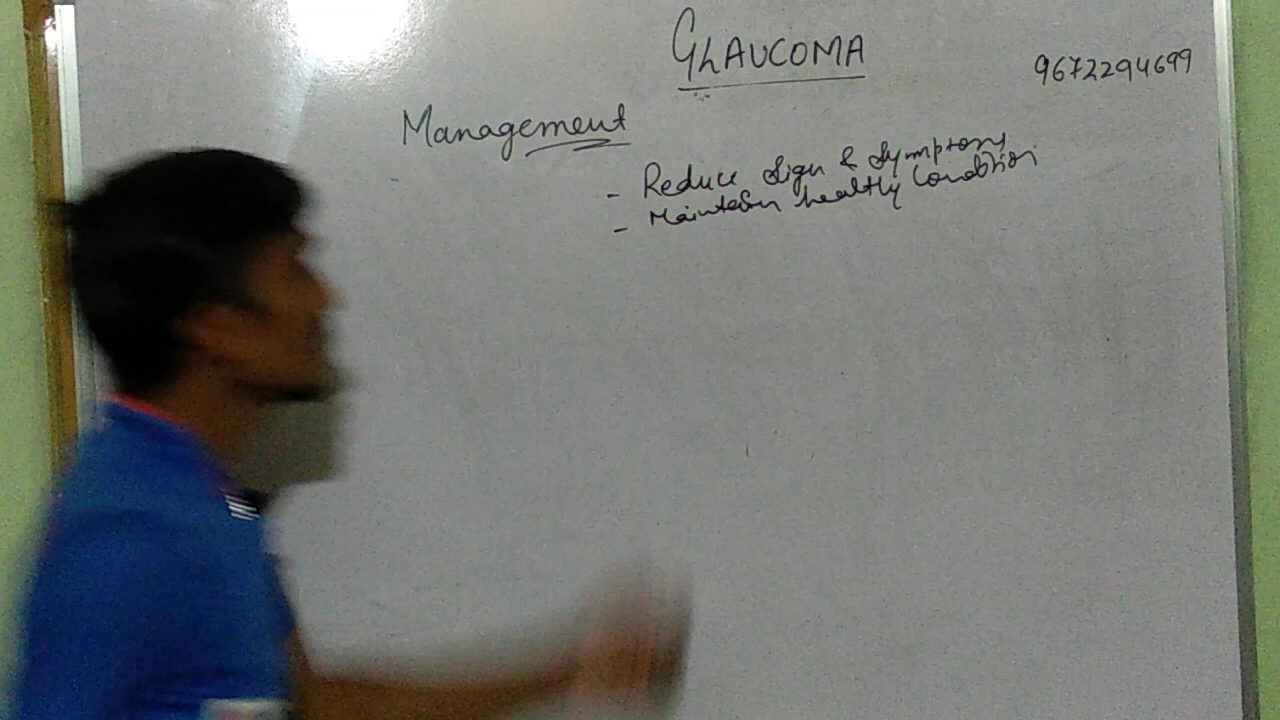 GLAUCOMA
9672294699
Management
- Reduce Sign & Symptoms
- Maintain healthy Condition